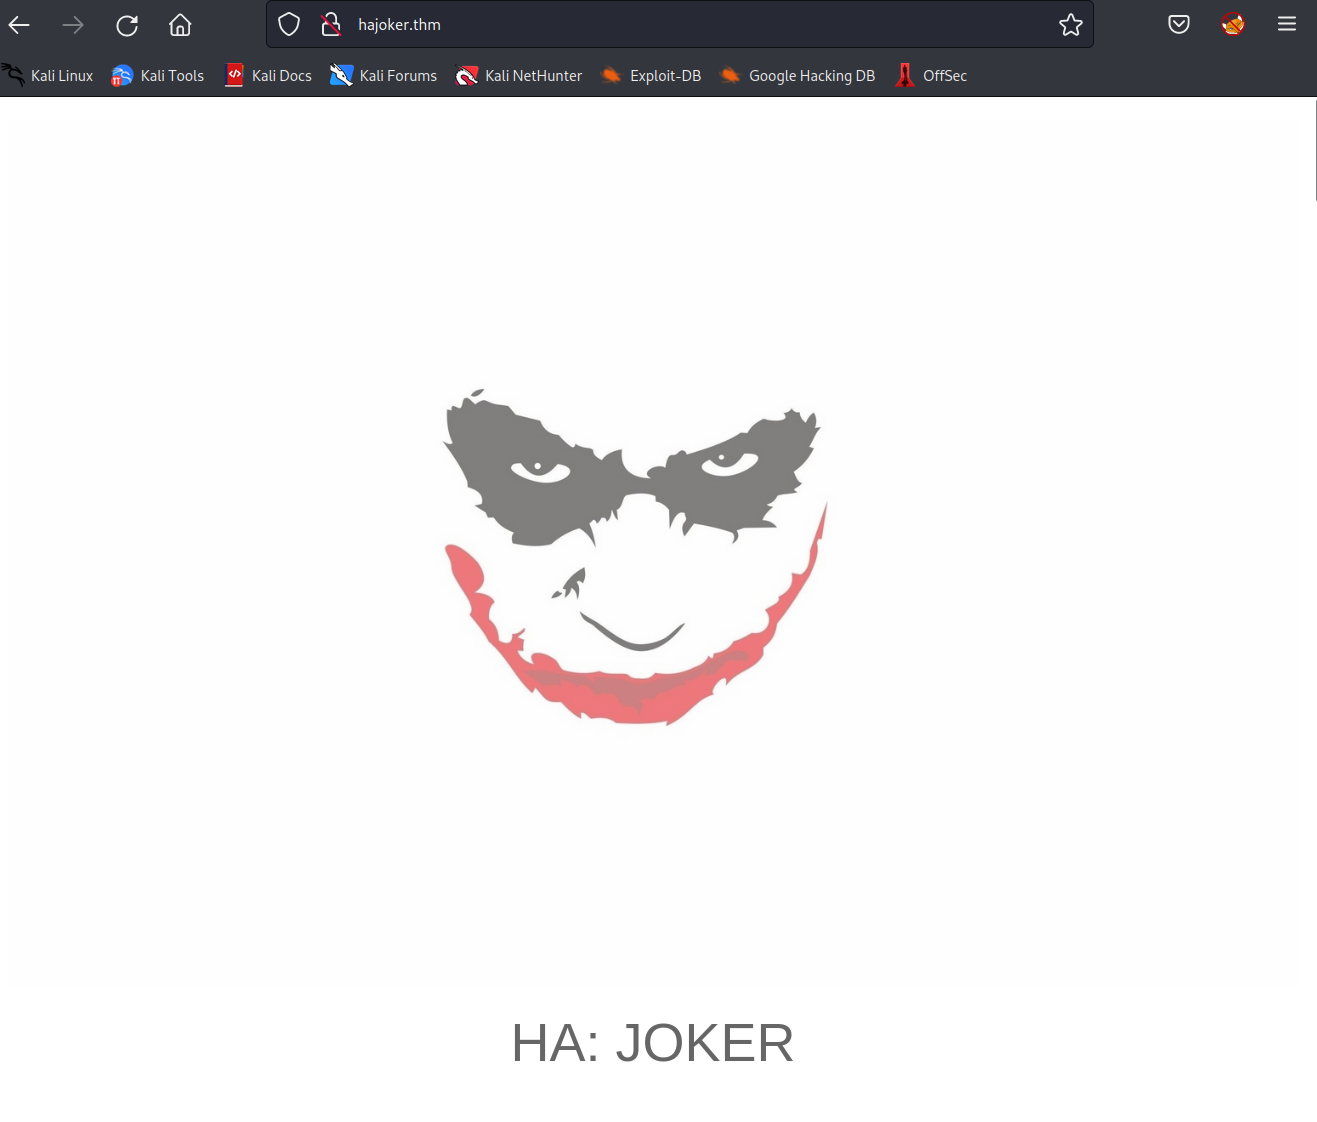 hajoker.thm
Kali Linux Kali Tools Kali Docs Kali Forums Kali NetHunter Exploit-DB Google Hacking DB OffSec
HA: JOKER